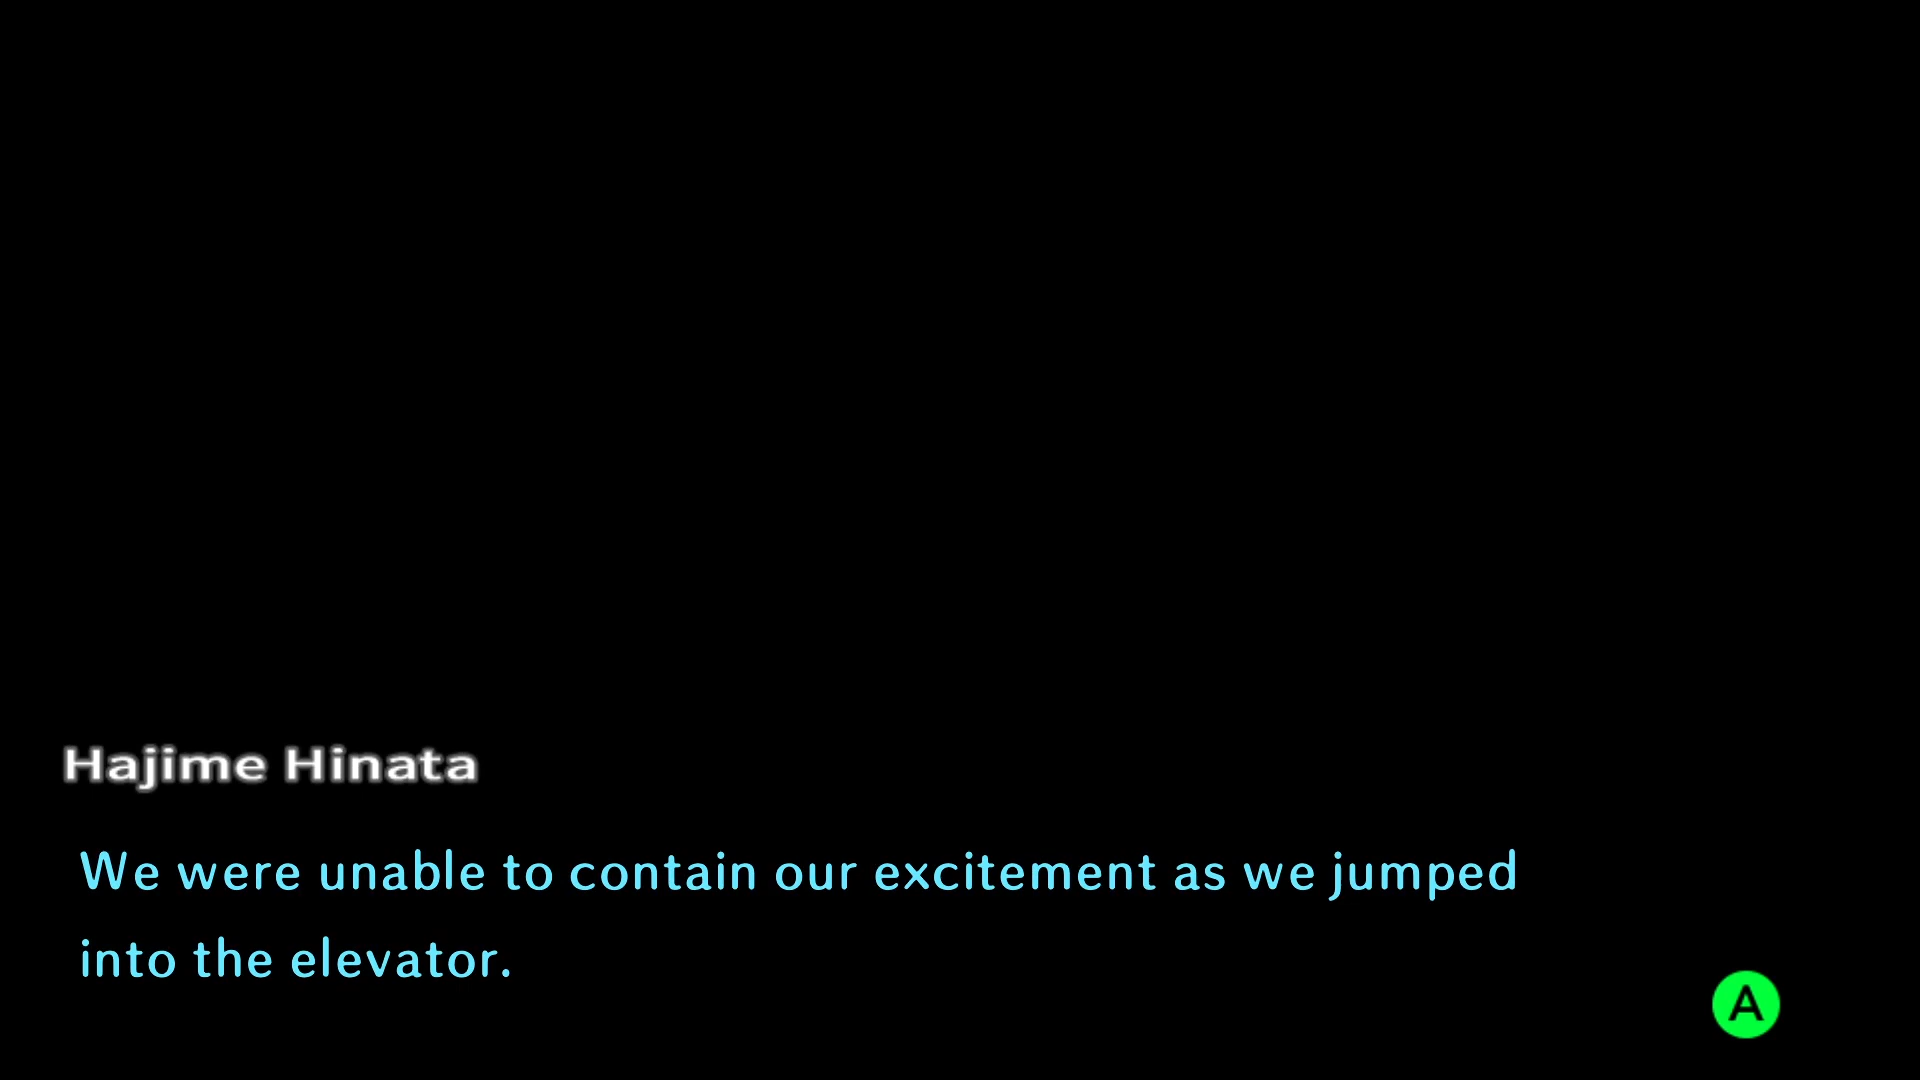 Hajime Hinata
We were unable to contain our excitement as we jumped
into the elevator.
A